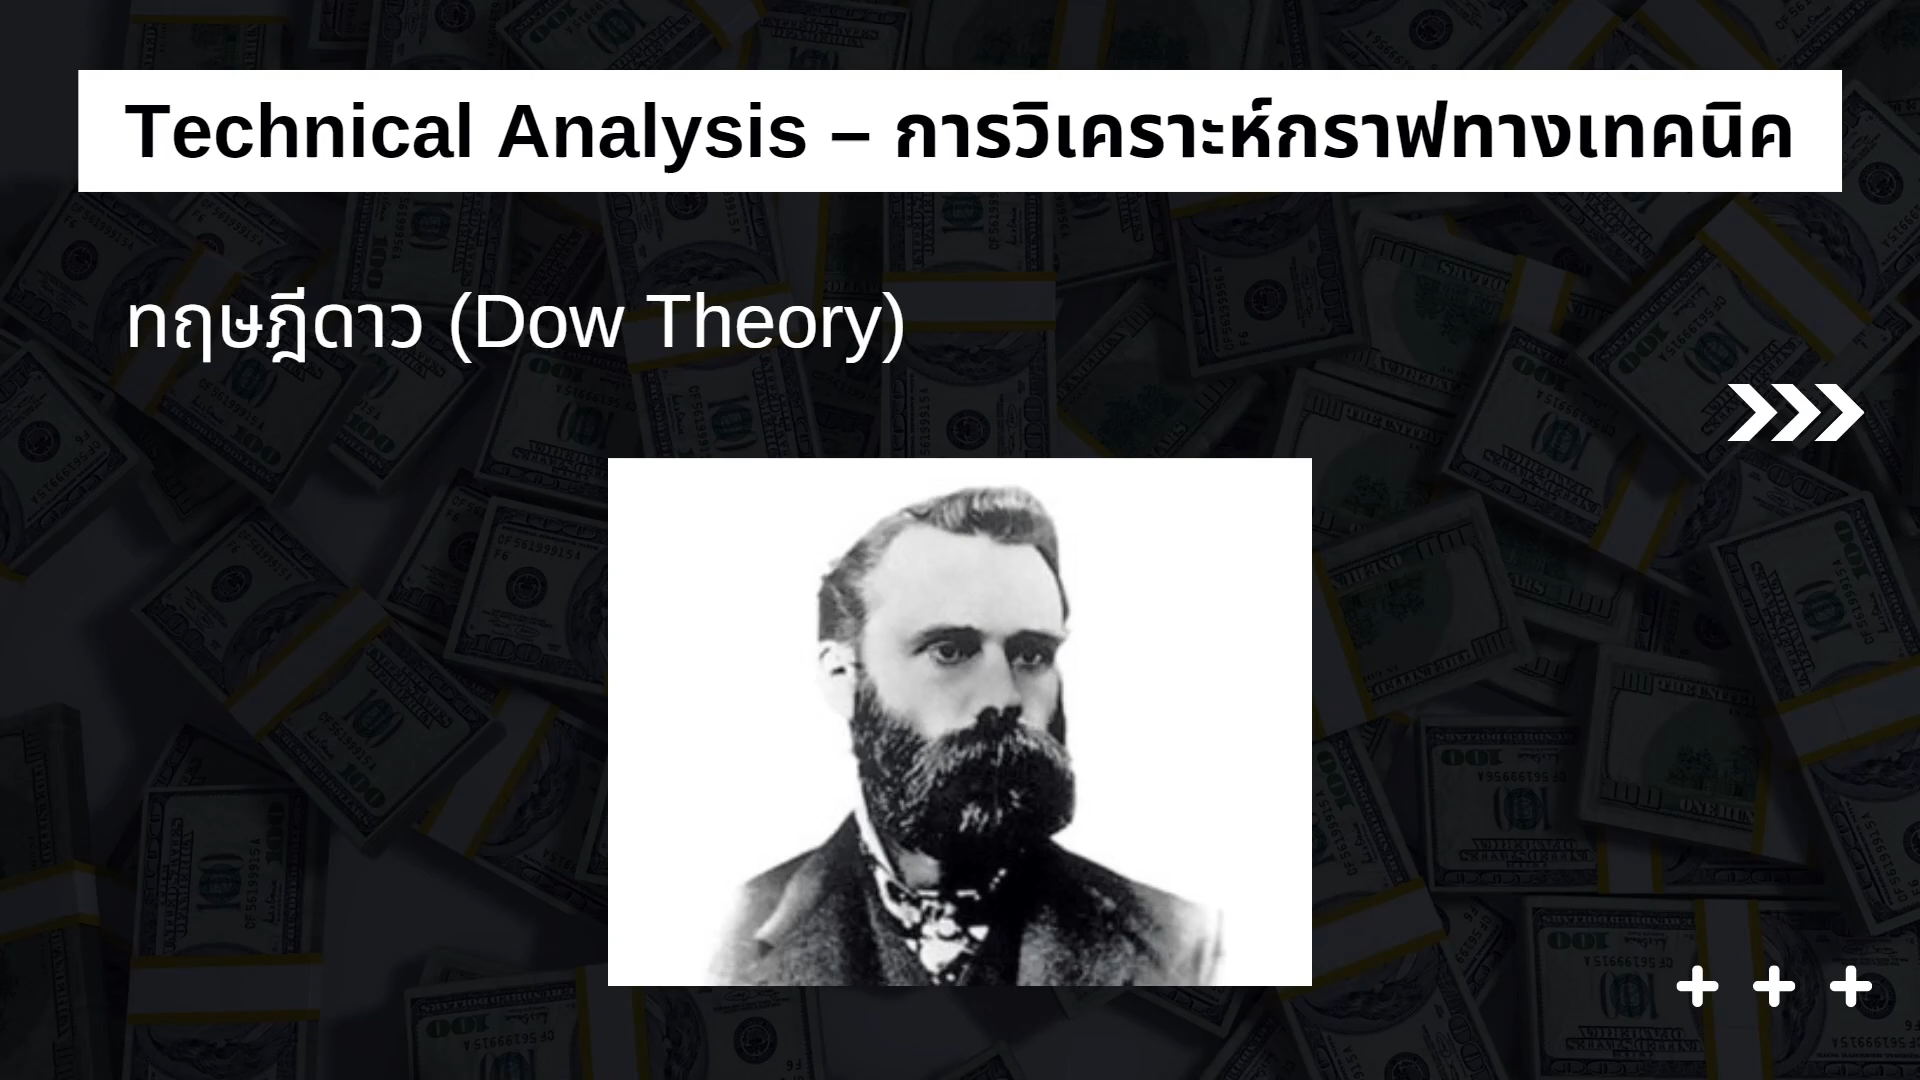 Technical Analysis – การวิเคราะห์กราฟทางเทคนิค
ทฤษฎีดาว (Dow Theory)